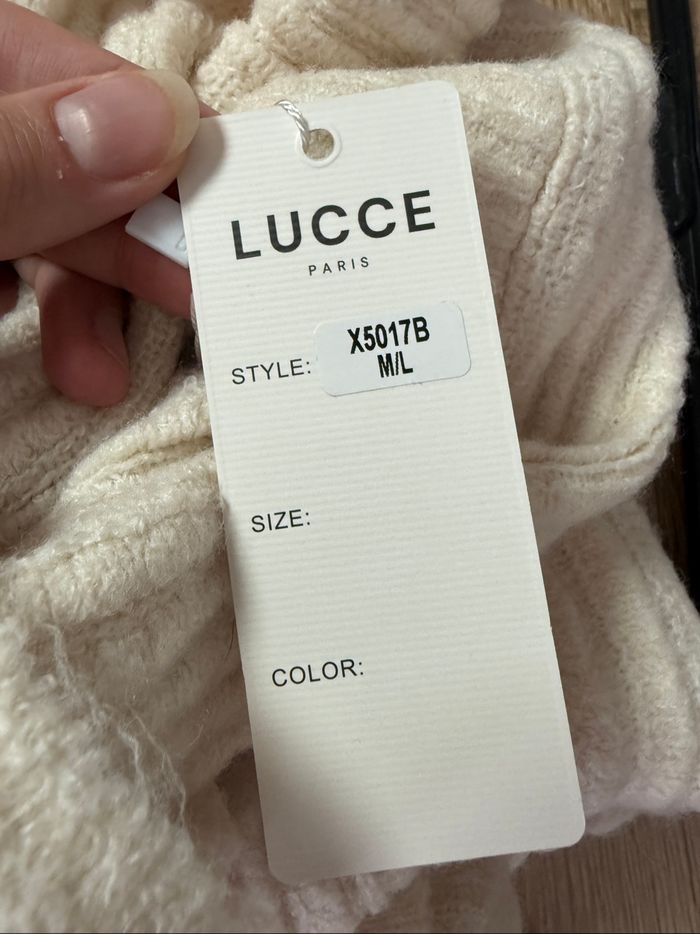 LUCCE
PARIS
STYLE: X5017B
M/L
SIZE:
COLOR: